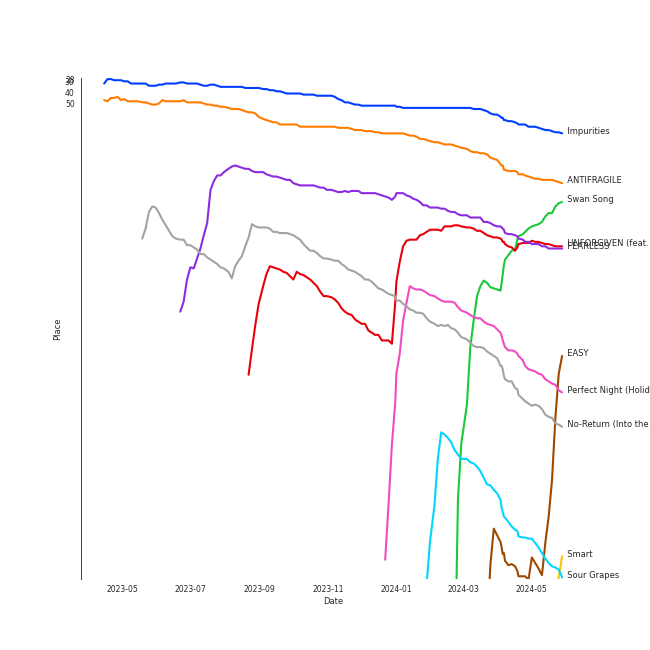 28
30
40
50
Place
Impurities
ANTIFRAGILE
Swan Song
UNFORGIVEN (feat.
FEARLESS
EASY
Perfect Night (Holid
No-Return (Into the
Smart
Sour Grapes
2023-05 2023-07 2023-09 2023-11 2024-01 2024-03 2024-05
Date